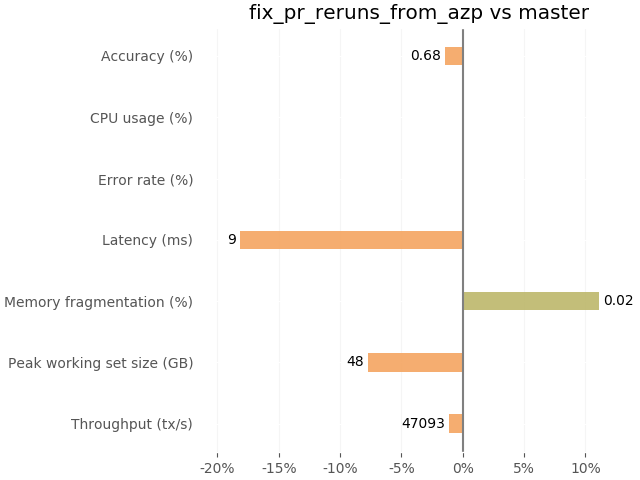 fix_pr_reruns_from_azp vs master
Accuracy (%)
0.68
CPU usage (%)
Error rate (%)
Latency (ms)
9
Memory fragmentation (%)
0.02
Peak working set size (GB)
48
Throughput (tx/s)
47093
-20%
-15%
-10%
-5%
0%
5%
10%